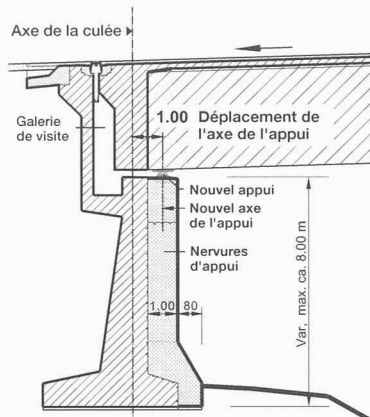 Axe de la culée
Galerie
de visite
1.00 Déplacement de
l'axe de l'appui
Nouvel appui
Nouvel axe
de l'appui
Nervures
d'appui
1.00 80
Var, max. ca. 8.00 m